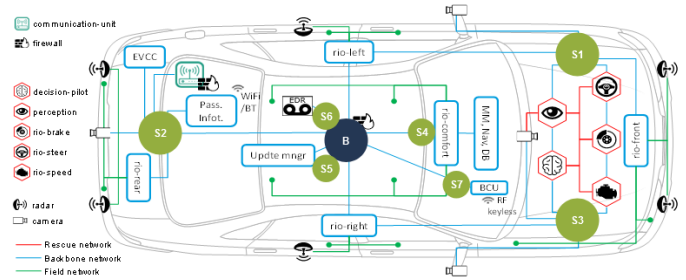 communication-unit
firewall
decision-pilot
perception
rio-brake
rio-steer
rio-speed
radar
camera
Rescue network
Backbone network
Field network
EVCC
Pass.
Infot.
WiFi
/BT
S2
rio-rear
rio-left
EDR
S6
B
Updte mngr
S5
S4
rio-comfort
MM, Nav, DB
S7
BCU
RF
keyless
rio-right
S1
S3
rio-front